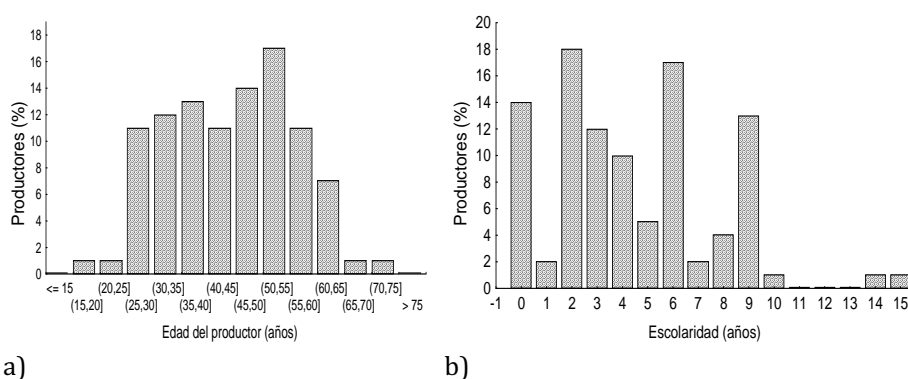 Productores (%)
18
16
14
12
10
8
6
4
2
0
<= 15 (20,25] (30,35] (40,45] (50,55] (60,65] (70,75]
(15,20] (25,30] (35,40] (45,50] (55,60] (65,70] > 75
Edad del productor (años)
a)
Productores (%)
20
18
16
14
12
10
8
6
4
2
0
-1 0 1 2 3 4 5 6 7 8 9 10 11 12 13 14 15
Escolaridad (años)
b)